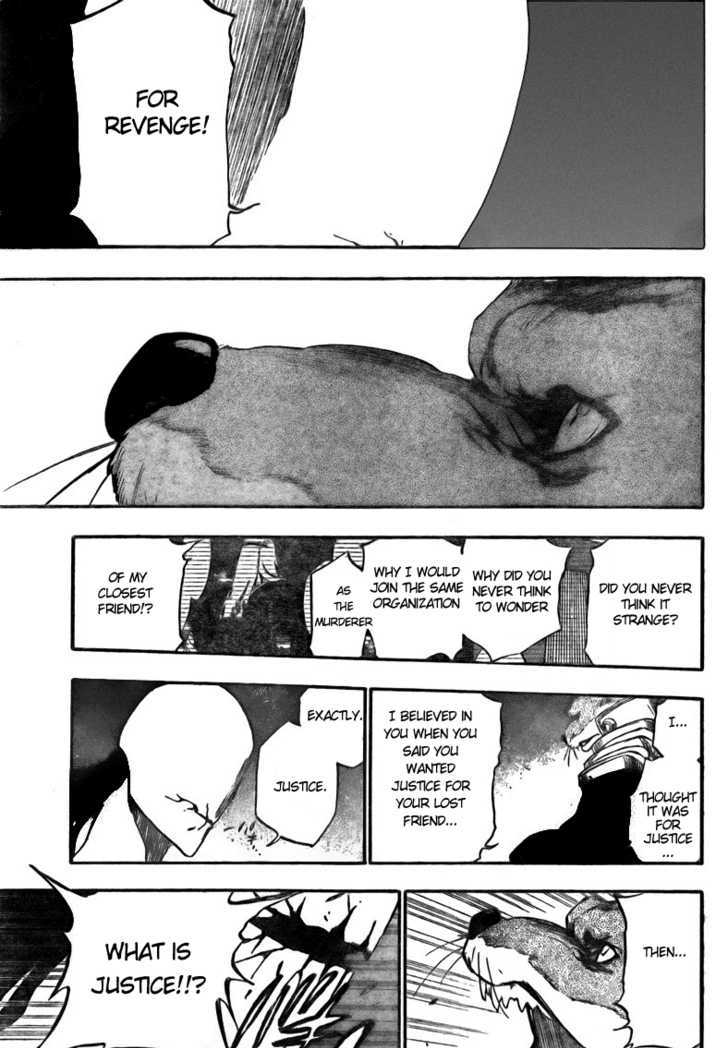 FOR
REVENGE!
DID YOU
NEVER
THINK IT
STRANGE?
WHY DID YOU
NEVER THINK
TO WONDER
WHY I WOULD
JOIN THE SAME
ORGANIZATION
AS
THE
MURDERER
OF MY
CLOSEST
FRIEND!?
I...
THOUGHT
IT WAS
FOR
JUSTICE
...
I BELIEVED IN
YOU WHEN YOU
SAID YOU
WANTED
JUSTICE FOR
YOUR LOST
FRIEND...
EXACTLY.
JUSTICE.
THEN...
WHAT IS
JUSTICE!!?